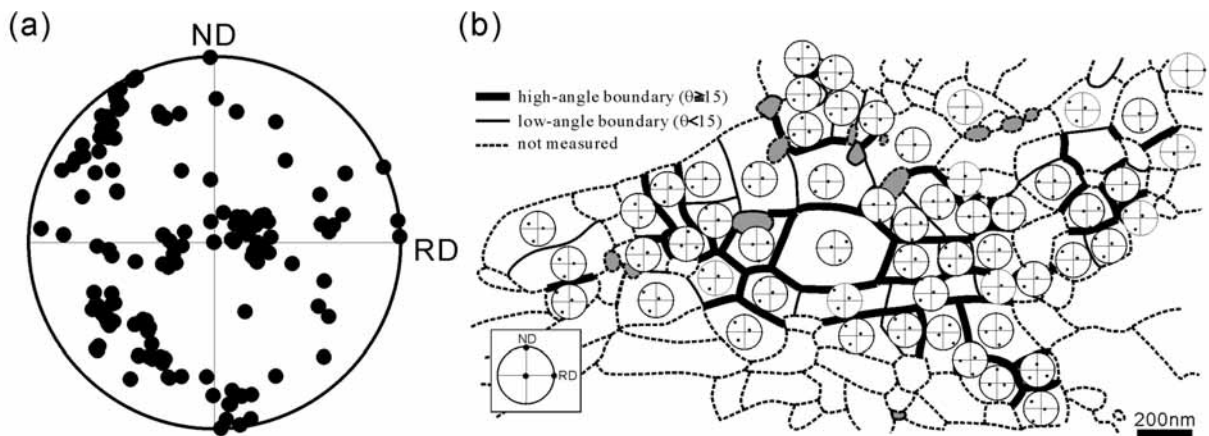 (a)
ND
RD
(b)
high-angle boundary (θ≧15)
low-angle boundary (θ<15)
not measured
ND
RD
200nm